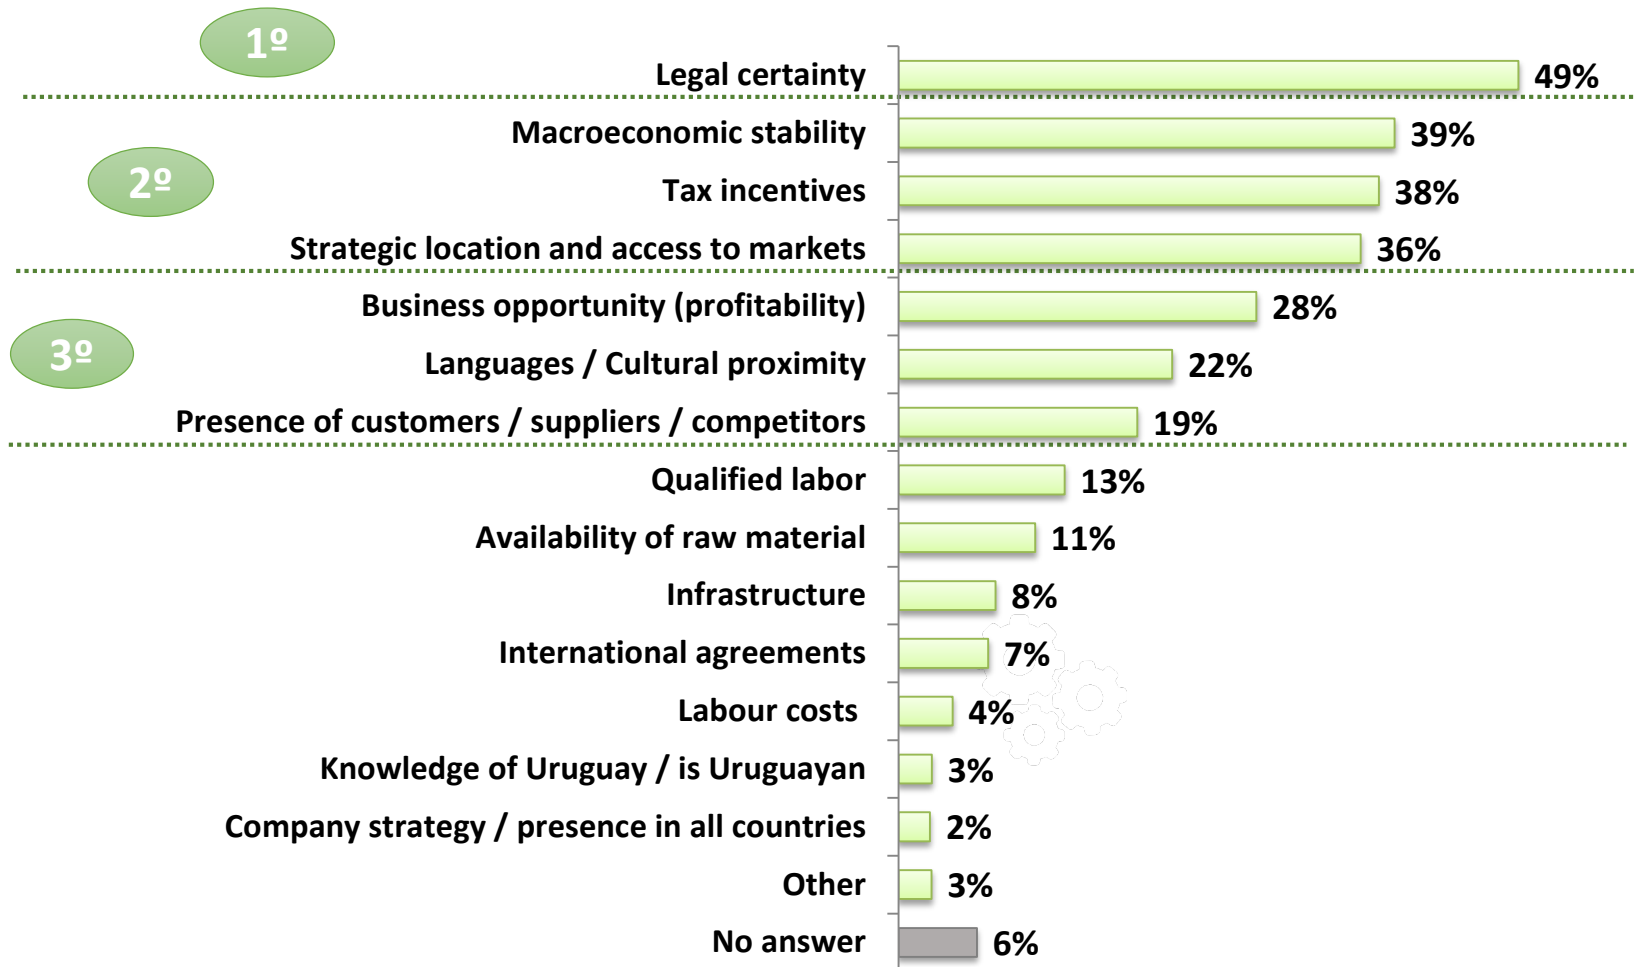 1º
Legal certainty 49%
Macroeconomic stability 39%
2º
Tax incentives 38%
Strategic location and access to markets 36%
Business opportunity (profitability) 28%
3º
Languages / Cultural proximity 22%
Presence of customers / suppliers / competitors 19%
Qualified labor 13%
Availability of raw material 11%
Infrastructure 8%
International agreements 7%
Labour costs 4%
Knowledge of Uruguay / is Uruguayan 3%
Company strategy / presence in all countries 2%
Other 3%
No answer 6%